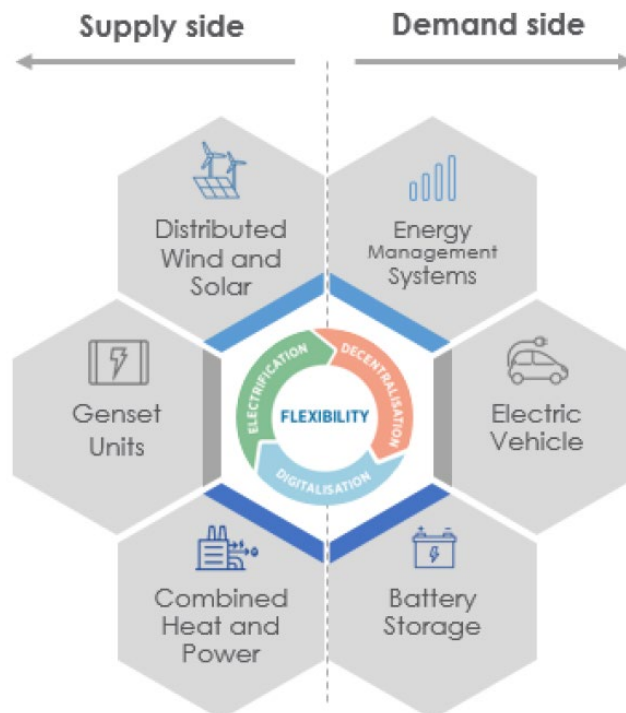 Supply side
Demand side
Distributed
Wind and
Solar
Energy
Management
Systems
Genset
Units
ELECTRIFICATION
DECENTRALISATION
FLEXIBILITY
DIGITALISATION
Electric
Vehicle
Combined
Heat and
Power
Battery
Storage